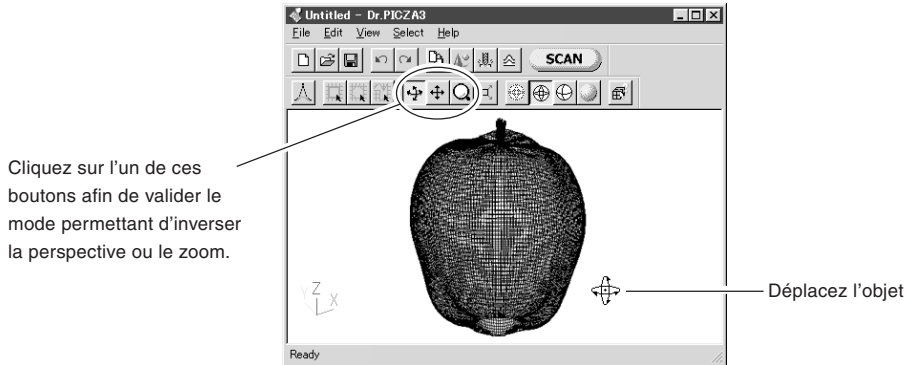 Untitled - Dr.PICZA3
File Edit View Select Help
SCAN
Cliquez sur l'un de ces
boutons afin de valider le
mode permettant d'inverser
la perspective ou le zoom.
Z
Y X
Déplacez l'objet
Ready